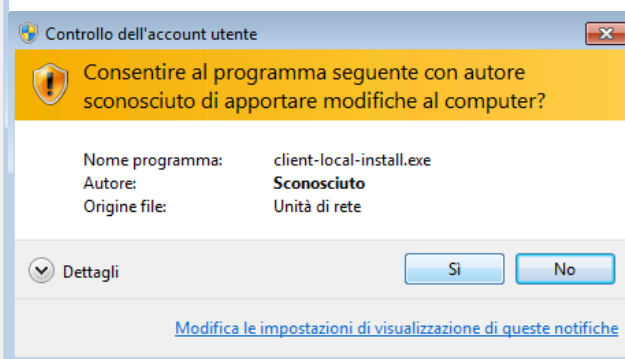 Controllo dell'account utente
Consentire al programma seguente con autore
sconosciuto di apportare modifiche al computer?
Nome programma: client-local-install.exe
Autore: Sconosciuto
Origine file: Unità di rete
Dettagli Sì No
Modifica le impostazioni di visualizzazione di queste notifiche